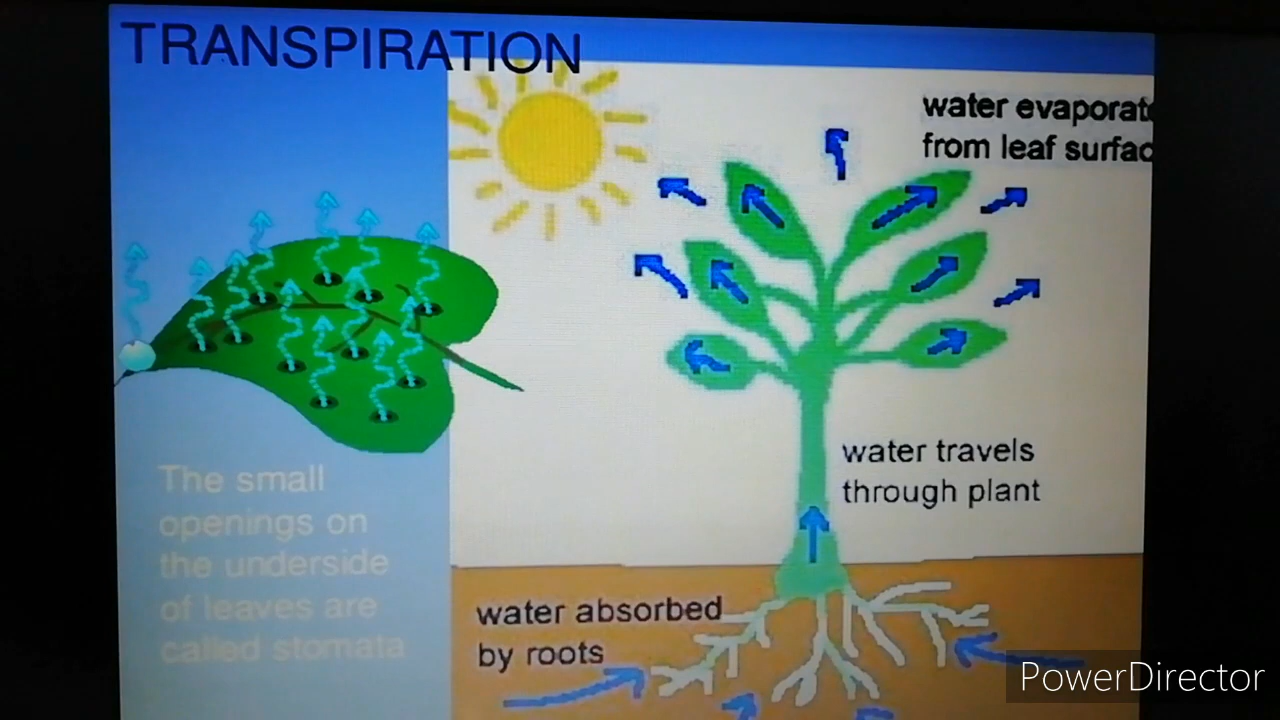 TRANSPIRATION
water evaporat
from leaf surfac
The small
openings on
the underside
of leaves are
called stomata
water travels
through plant
water absorbed
by roots
PowerDirector